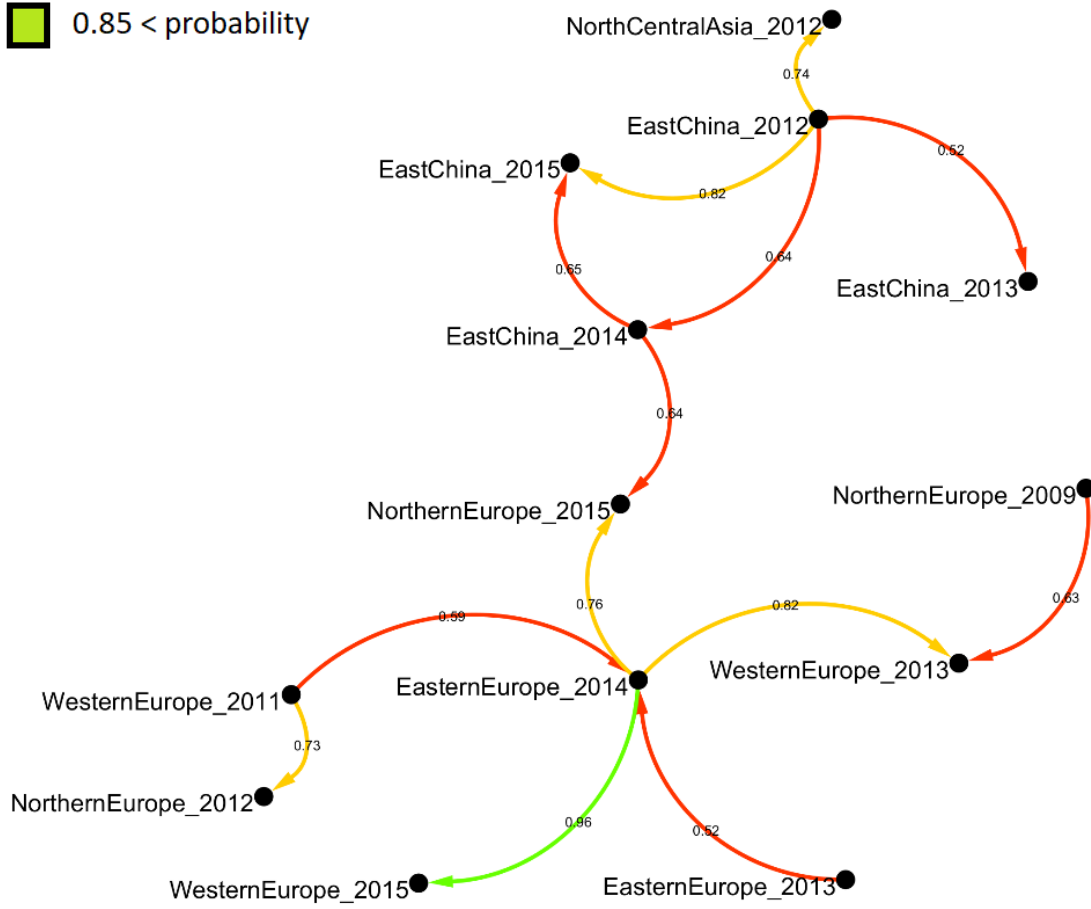 0.85 < probability
NorthCentralAsia_2012
0.74
EastChina_2012
0.52
EastChina_2015
0.82
0.64
0.65
EastChina_2013
EastChina_2014
0.64
NorthernEurope_2015
NorthernEurope_2009
0.76
0.82
0.63
0.59
WesternEurope_2013
EasternEurope_2014
WesternEurope_2011
0.73
NorthernEurope_2012
0.96
0.52
WesternEurope_2015
EasternEurope_2013